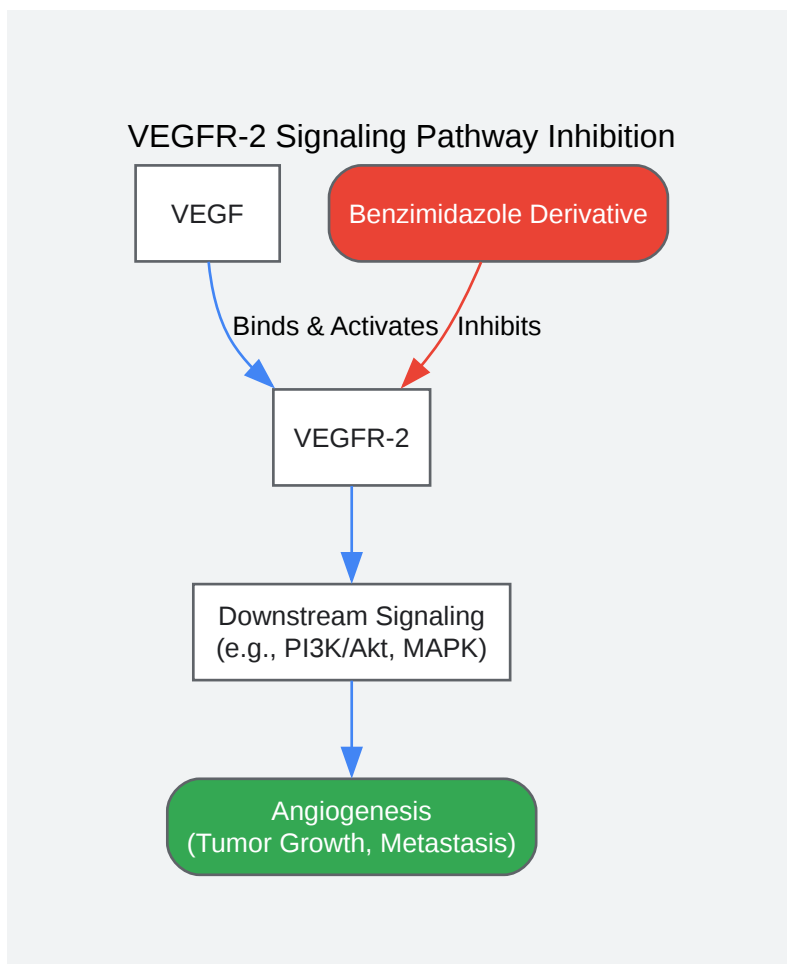 VEGFR-2 Signaling Pathway Inhibition
VEGF
Benzimidazole Derivative
Binds & Activates
Inhibits
VEGFR-2
Downstream Signaling
(e.g., PI3K/Akt, MAPK)
Angiogenesis
(Tumor Growth, Metastasis)